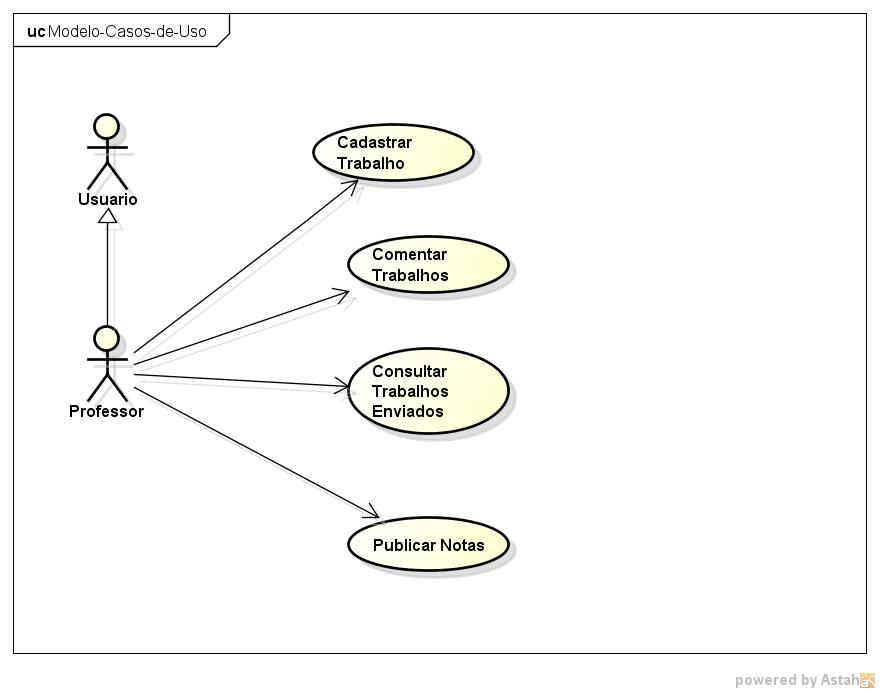 uc Modelo-Casos-de-Uso
Usuario
Cadastrar
Trabalho
Comentar
Trabalhos
Professor
Consultar
Trabalhos
Enviados
Publicar Notas
powered by Astah